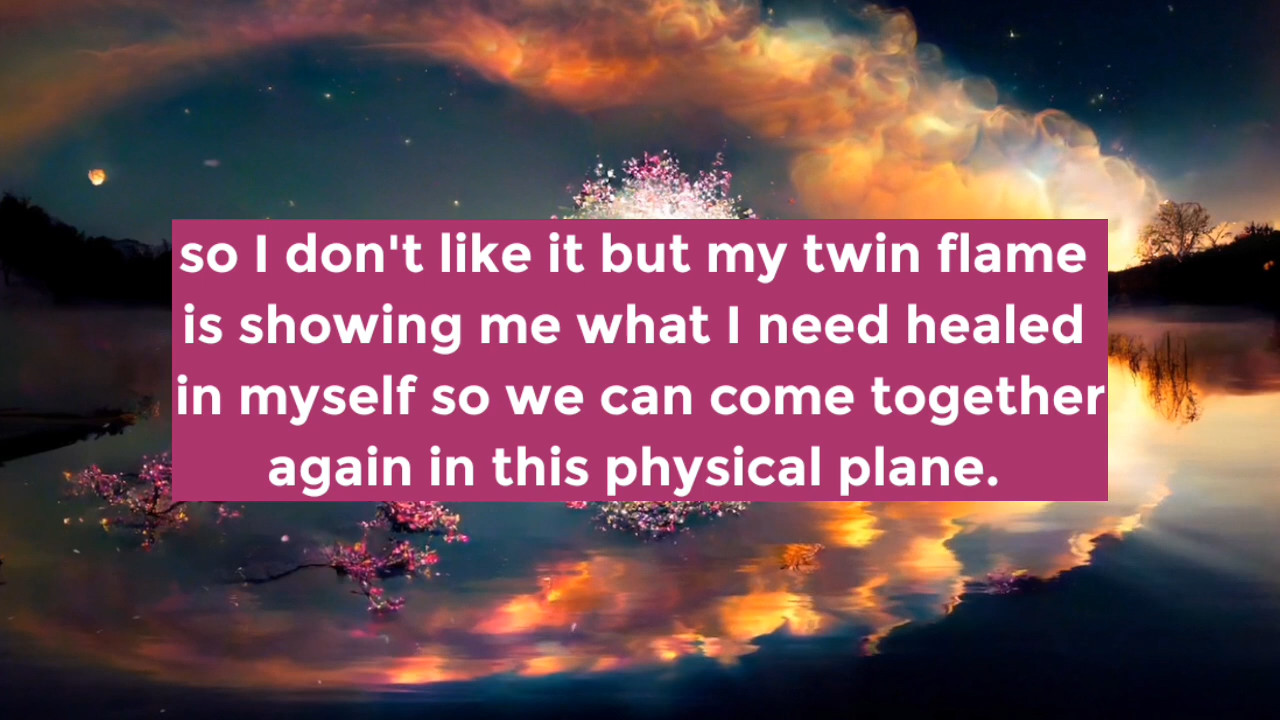 so I don't like it but my twin flame
is showing me what I need healed
in myself so we can come together
again in this physical plane.